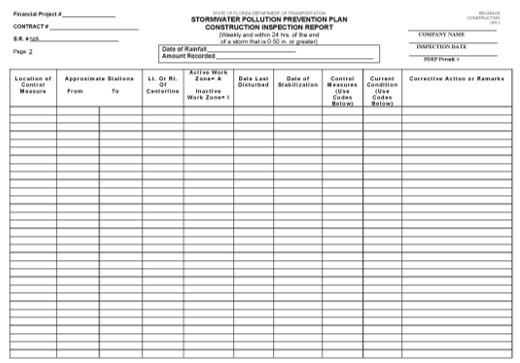 Financial Project #
CONTRACT #
S.R. # N/A
Page 2
STATE OF FLORIDA DEPARTMENT OF TRANSPORTATION
STORMWATER POLLUTION PREVENTION PLAN
CONSTRUCTION INSPECTION REPORT
(Weekly and within 24 hrs. of the end
of a storm that is 0.50 in. or greater)
Date of Rainfall
Amount Recorded
CONSTRUCTION
COMPANY NAME
INSPECTION DATE
FDEP Permit #
Location of
Control
Measure
Approximate Stations
From To
Lt. Or Rt.
Of
Centerline
Active Work
Zone= A
Inactive
Work Zone= I
Date Last
Disturbed
Date of
Stabilization
Control
Measures
(Use
Codes
Below)
Current
Condition
(Use
Codes
Below)
Corrective Action or Remarks